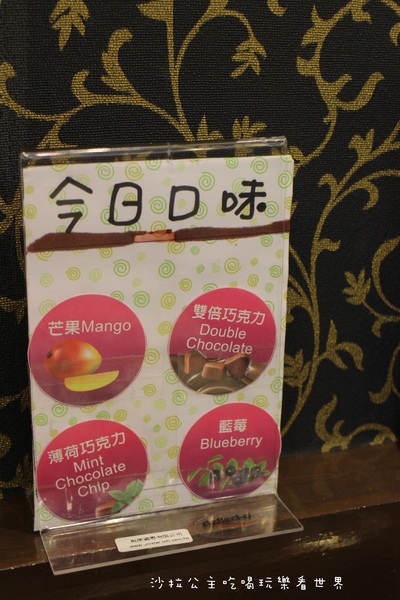 今日口味
芒果Mango
雙倍巧克力
Double
Chocolate
薄荷巧克力
Mint
Chocolate
Chip
藍莓
Blueberry
沙拉公主吃喝玩樂看世界